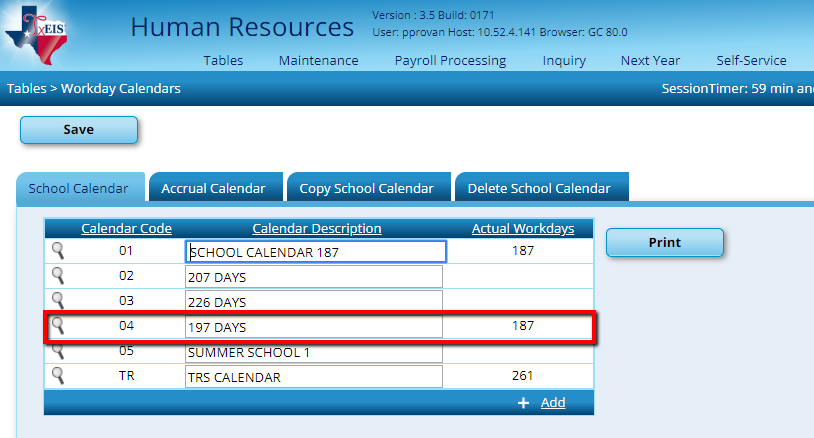 TxEIS
Human Resources
Version : 3.5 Build: 0171
User: pprovan Host: 10.52.4.141 Browser: GC 80.0
Tables Maintenance Payroll Processing Inquiry Next Year Self-Service
Tables > Workday Calendars SessionTimer: 59 min an
Save
School Calendar Accrual Calendar Copy School Calendar Delete School Calendar
Calendar Code Calendar Description Actual Workdays
Print
01 SCHOOL CALENDAR 187 187
02 207 DAYS
03 226 DAYS
04 197 DAYS 187
05 SUMMER SCHOOL 1
TR TRS CALENDAR 261
+ Add